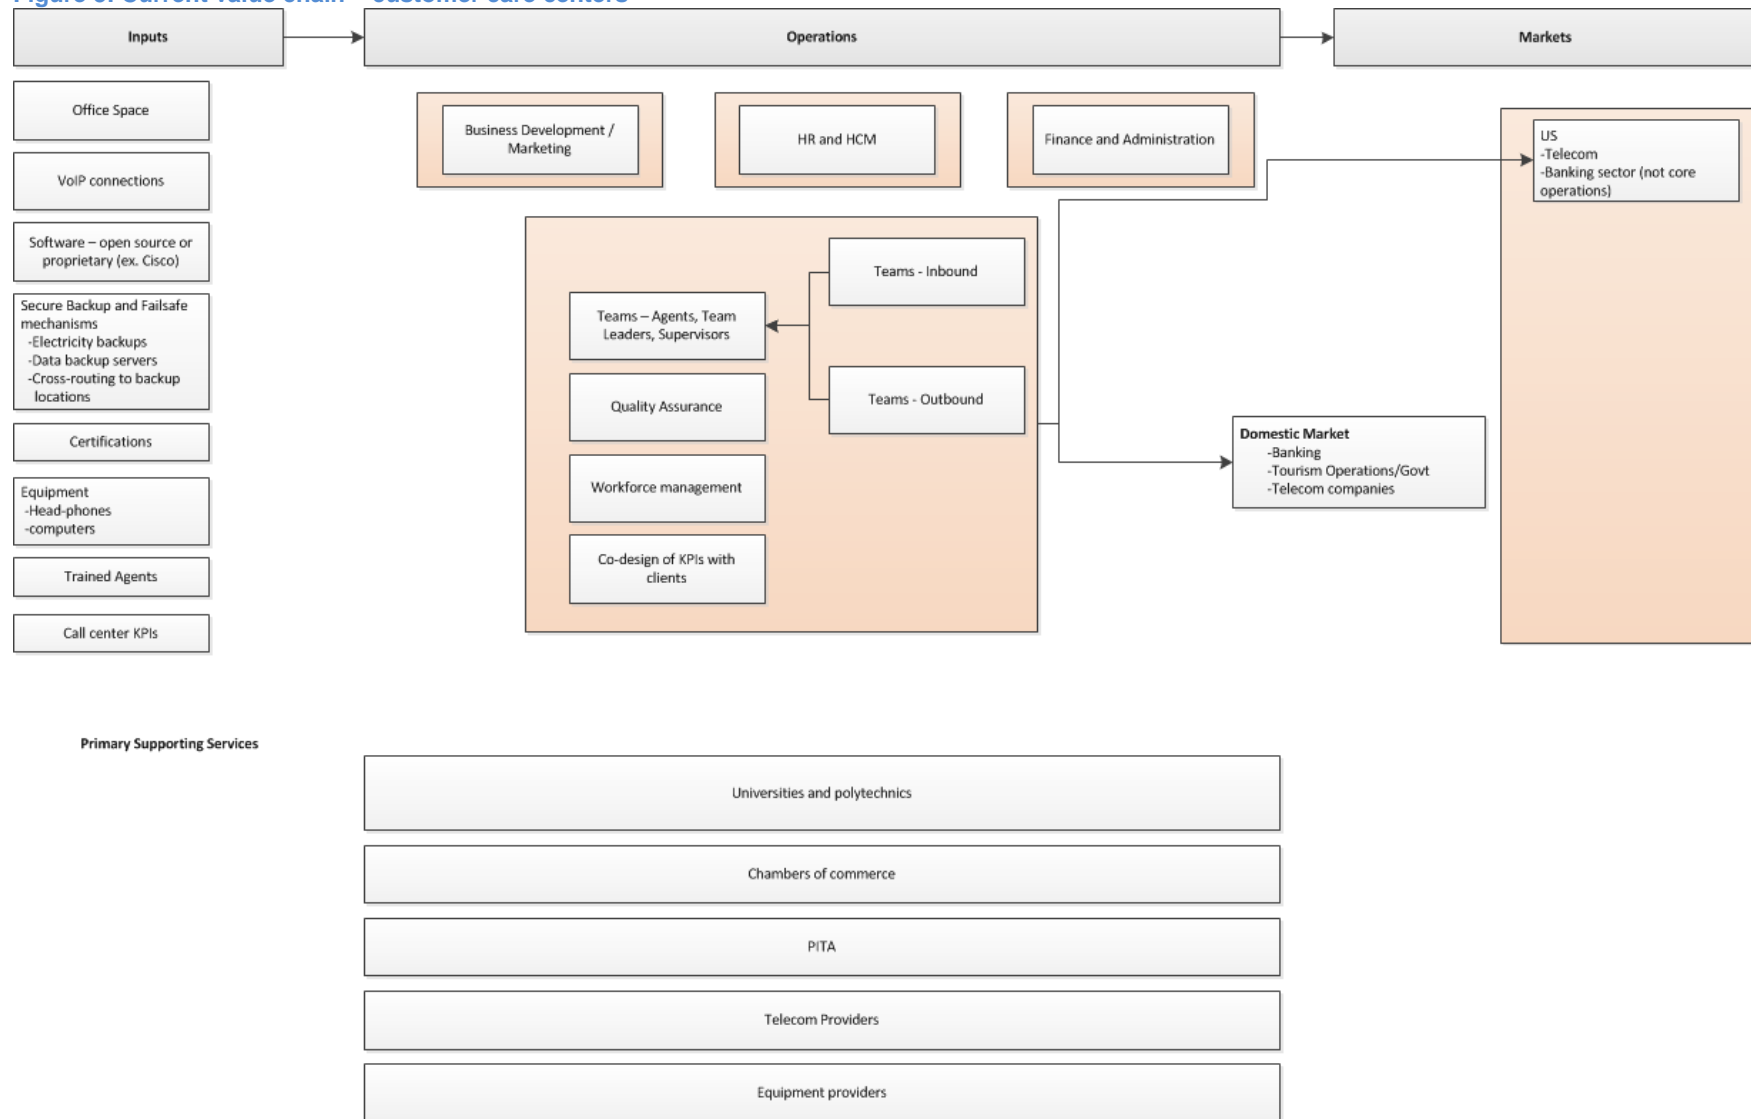 Inputs
Operations
Markets
Office Space
VoIP connections
Software – open source or
proprietary (ex. Cisco)
Secure Backup and Failsafe
mechanisms
-Electricity backups
-Data backup servers
-Cross-routing to backup
locations
Certifications
Equipment
-Head-phones
-computers
Trained Agents
Call center KPIs
Business Development /
Marketing
HR and HCM
Finance and Administration
Teams - Inbound
Teams – Agents, Team
Leaders, Supervisors
Teams - Outbound
Quality Assurance
Workforce management
Co-design of KPIs with
clients
US
-Telecom
-Banking sector (not core
operations)
Domestic Market
-Banking
-Tourism Operations/Govt
-Telecom companies
Primary Supporting Services
Universities and polytechnics
Chambers of commerce
PITA
Telecom Providers
Equipment providers